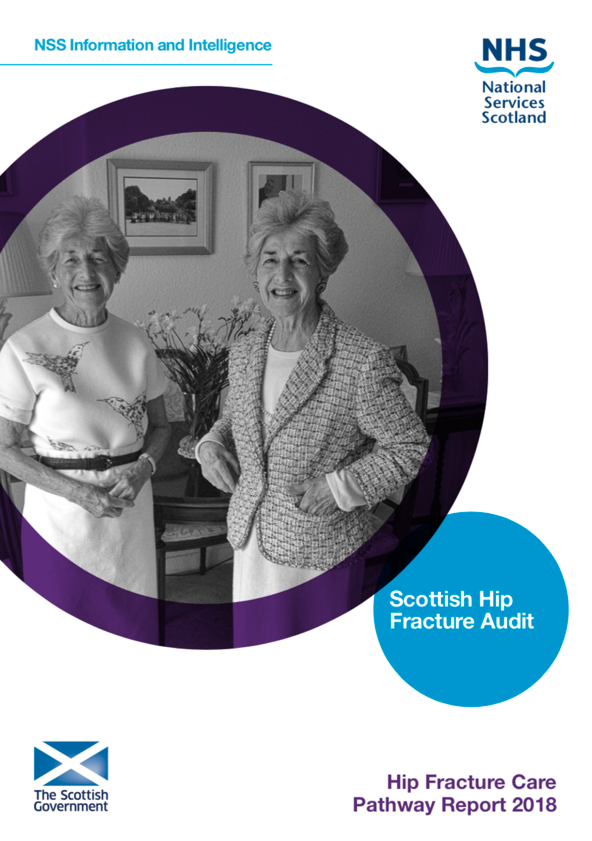 NSS Information and Intelligence
NHS
National
Services
Scotland
Scottish Hip
Fracture Audit
The Scottish
Government
Hip Fracture Care
Pathway Report 2018